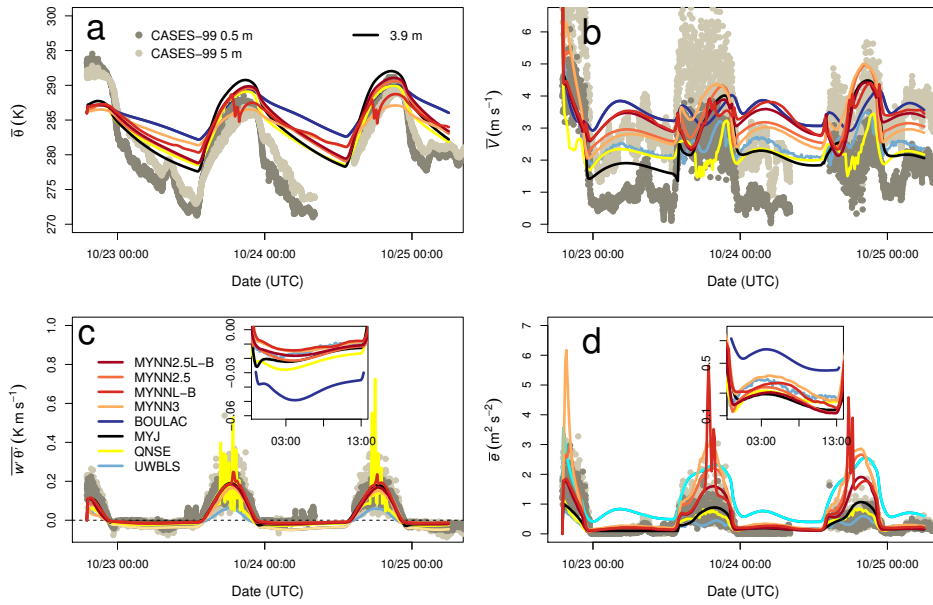 a
CASES−99 0.5 m
CASES−99 5 m
3.9 m
θ̅ (K)
270 275 280 285 290 295 300
10/23 00:00 10/24 00:00 10/25 00:00
Date (UTC)
b
V̅ (m s⁻¹)
0 1 2 3 4 5 6
10/23 00:00 10/24 00:00 10/25 00:00
Date (UTC)
c
MYNN2.5L−B
MYNN2.5
MYNNL−B
MYNN3
BOULAC
MYJ
QNSE
UWBLS
w'θ' (K m s⁻¹)
0.0 0.2 0.4 0.6 0.8 1.0
−0.06 −0.03 0.00
03:00 13:00
10/23 00:00 10/24 00:00 10/25 00:00
Date (UTC)
d
e̅ (m² s⁻²)
0 1 2 3 4 5 6 7
0.1 0.5
03:00 13:00
10/23 00:00 10/24 00:00 10/25 00:00
Date (UTC)